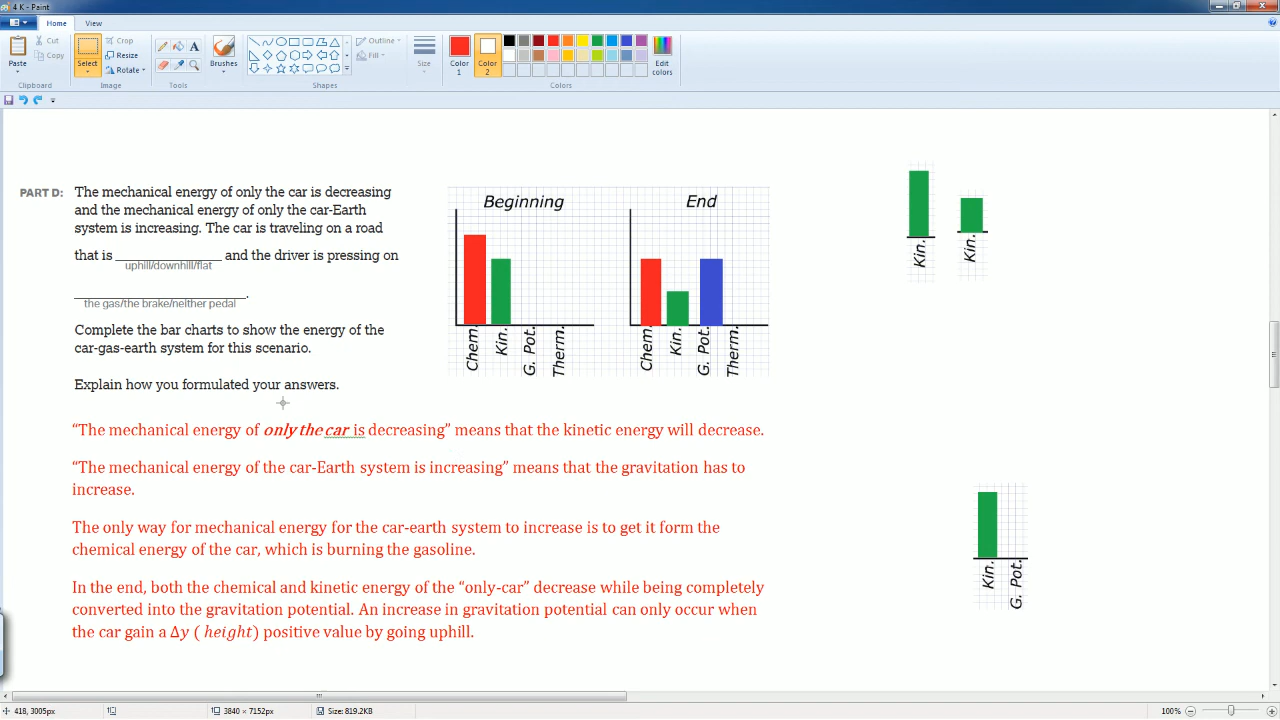 4 K - Paint
Home View
Paste
Cut
Copy
Clipboard
Select
Crop
Resize
Rotate
Image
Tools
Brushes
Shapes
Outline
Fill
Size
Color 1
Color 2
Edit colors
Colors
PART D: The mechanical energy of only the car is decreasing
and the mechanical energy of only the car-Earth
system is increasing. The car is traveling on a road
that is ____________ and the driver is pressing on
uphill/downhill/flat
____________.
the gas/the brake/neither pedal
Complete the bar charts to show the energy of the
car-gas-earth system for this scenario.
Explain how you formulated your answers.
Beginning
Chem.
Kin.
G. Pot.
Therm.
End
Chem.
Kin.
G. Pot.
Therm.
Kin.
Kin.
“The mechanical energy of only the car is decreasing” means that the kinetic energy will decrease.
“The mechanical energy of the car-Earth system is increasing” means that the gravitation has to
increase.
The only way for mechanical energy for the car-earth system to increase is to get it form the
chemical energy of the car, which is burning the gasoline.
In the end, both the chemical and kinetic energy of the “only-car” decrease while being completely
converted into the gravitation potential. An increase in gravitation potential can only occur when
the car gain a Δy ( height) positive value by going uphill.
Kin.
G. Pot.
418, 3005px
3840 × 7152px
Size: 819.2KB
100%